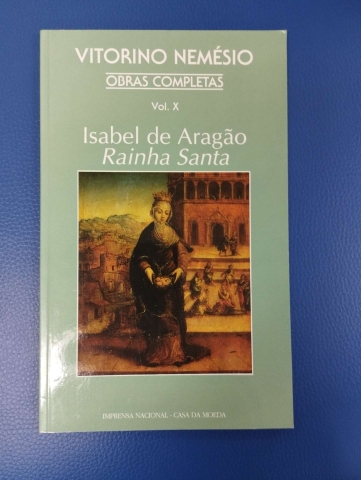 VITORINO NEMÉSIO
OBRAS COMPLETAS
Vol. X
Isabel de Aragão
Rainha Santa
IMPRENSA NACIONAL - CASA DA MOEDA